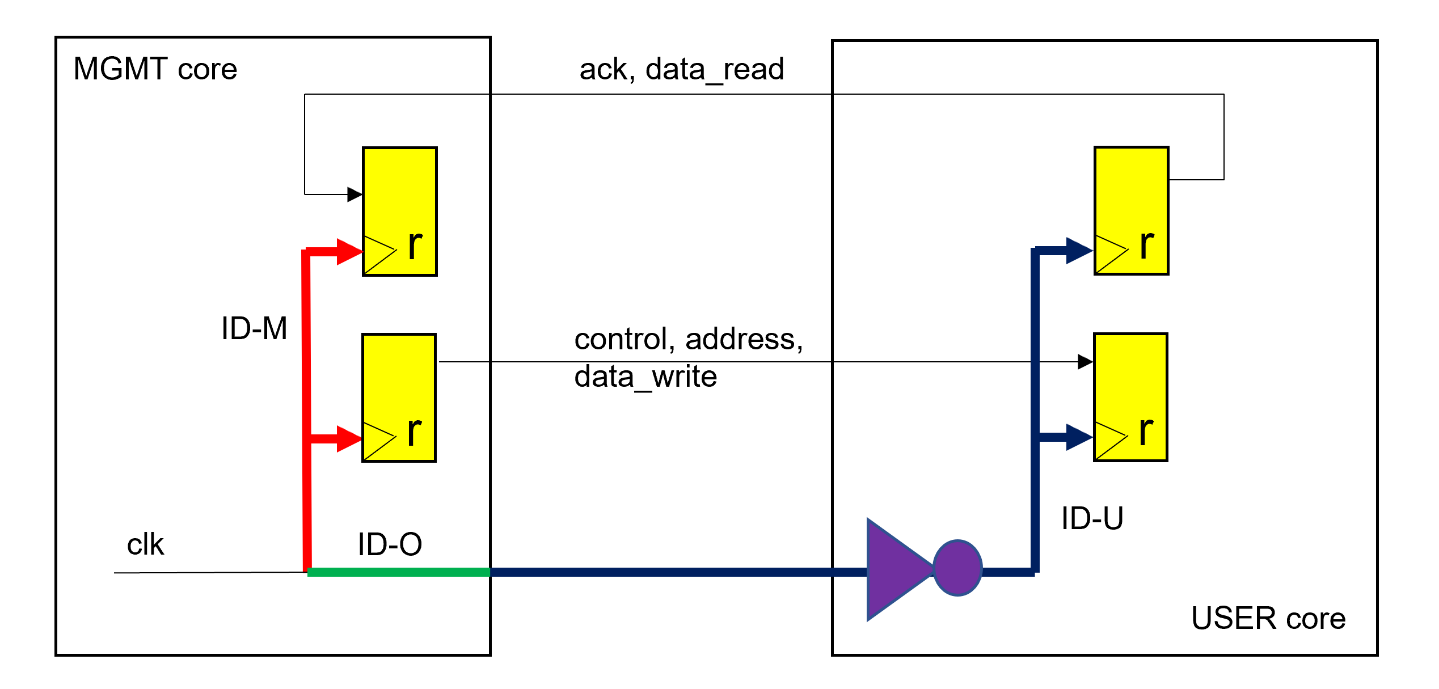 MGMT core
ack, data_read
r
r
ID-M
control, address,
data_write
r
r
clk
ID-O
ID-U
USER core